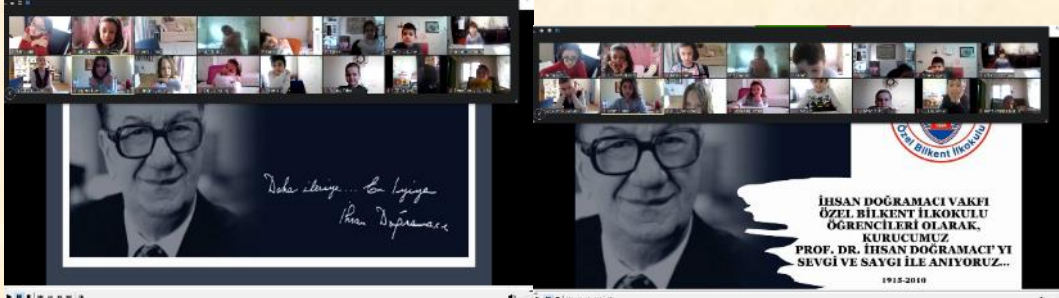 Daha ileriye... En İyiye
İhsan Doğramacı
Özel Bilkent İlkokulu
İHSAN DOĞRAMACI VAKFI
ÖZEL BİLKENT İLKOKULU
ÖĞRENCİLERİ OLARAK,
KURUCUMUZ
PROF. DR. İHSAN DOĞRAMACI' YI
SEVGİ VE SAYGI İLE ANIYORUZ...
1915-2010